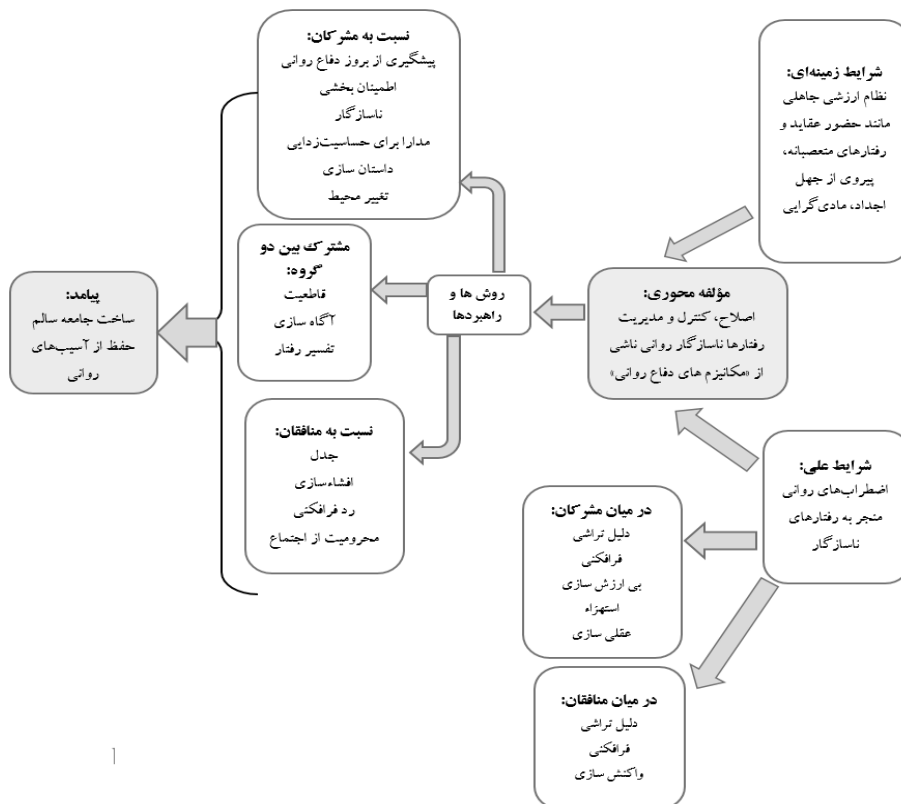 شرایط زمینه‌ای:
نظام ارزشی جاهلی
مانند حضور عقاید و
رفتارهای متعصبانه،
پیروی از جهل
اجداد، مادی‌گرایی
شرایط علی:
اضطراب‌های روانی
منجر به رفتارهای
ناسازگار
در میان مشرکان:
دلیل تراشی
فرافکنی
بی ارزش سازی
استهزاء
عقلی سازی
در میان منافقان:
دلیل تراشی
فرافکنی
واکنش سازی
مؤلفه محوری:
اصلاح، کنترل و مدیریت
رفتارها ناسازگار روانی ناشی
از «مکانیزم های دفاع روانی»
روش ها و
راهبردها
نسبت به مشرکان:
پیشگیری از بروز دفاع روانی
اطمینان بخشی
ناسازگار
مدارا برای حساسیت‌زدایی
داستان سازی
تغییر محیط
مشترک بین دو
گروه:
قاطعیت
آگاه سازی
تفسیر رفتار
نسبت به منافقان:
جدل
افشاءسازی
رد فرافکنی
محرومیت از اجتماع
پیامد:
ساخت جامعه سالم
حفظ از آسیب‌های
روانی